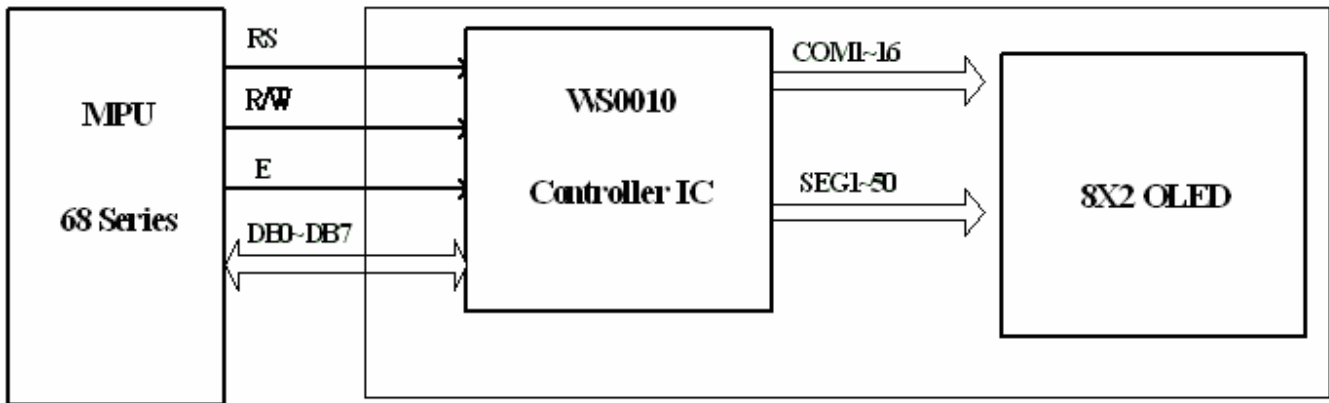 MPU
68 Series
RS
R/W
E
DB0~DB7
WS0010
Controller IC
COM1~16
SEG1~50
8X2 OLED